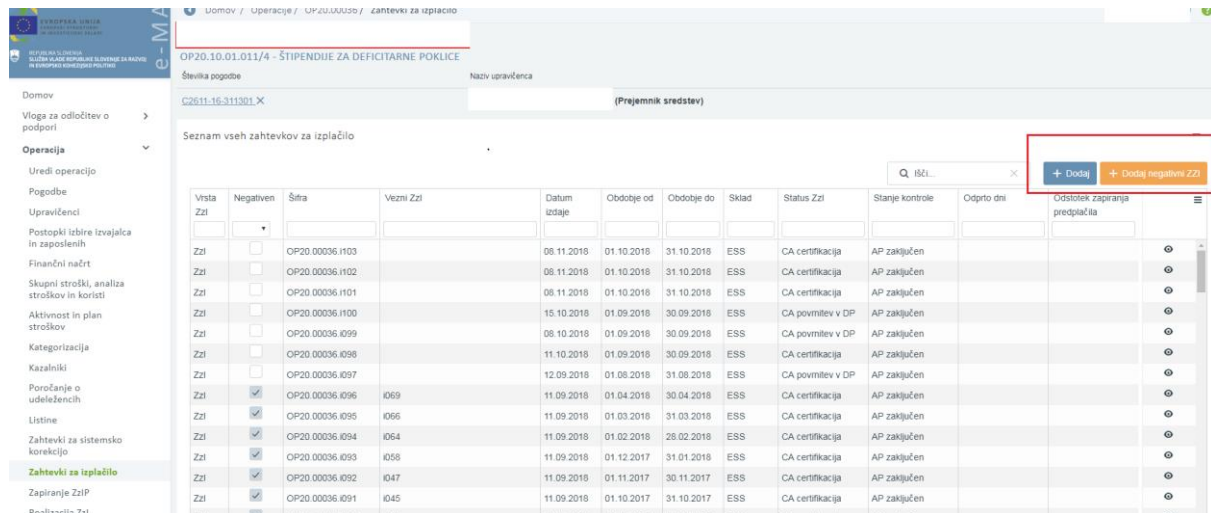 EVROPSKA UNIJA
EVROPSKI STRUKTURNI
IN INVESTICIJSKI SKLADI
REPUBLIKA SLOVENIJA
SLUŽBA VLADE REPUBLIKE SLOVENIJE ZA RAZVOJ
IN EVROPSKO KOHEZIJSKO POLITIKO
e-MA
Domov / Operacije / OP20.00036 / Zahtevki za izplačilo
OP20.10.01.011/4 - ŠTIPENDIJE ZA DEFICITARNE POKLICE
Številka pogodbe Naziv upravičenca
C2611-16-311301 X (Prejemnik sredstev)
Domov
Vloga za odločitev o
podpori
Operacija
Uredi operacijo
Pogodbe
Upravičenci
Postopki izbire izvajalca
in zaposlenih
Finančni načrt
Skupni stroški, analiza
stroškov in koristi
Aktivnost in plan
stroškov
Kategorizacija
Kazalniki
Poročanje o
udeležencih
Listine
Zahtevki za sistemsko
korekcijo
Zahtevki za izplačilo
Zapiranje ZzIP
Realizacija ZzI
Seznam vseh zahtevkov za izplačilo
Išči... + Dodaj + Dodaj negativni ZZI
Vrsta ZzI Negativen Šifra Vezni ZzI Datum izdaje Obdobje od Obdobje do Sklad Status ZzI Stanje kontrole Odprto dni Odstotek zapiranja predplačila
ZzI OP20.00036.I103 08.11.2018 01.10.2018 31.10.2018 ESS CA certifikacija AP zaključen
ZzI OP20.00036.I102 08.11.2018 01.10.2018 31.10.2018 ESS CA certifikacija AP zaključen
ZzI OP20.00036.I101 08.11.2018 01.10.2018 31.10.2018 ESS CA certifikacija AP zaključen
ZzI OP20.00036.I100 15.10.2018 01.09.2018 30.09.2018 ESS CA povrnitev v DP AP zaključen
ZzI OP20.00036.I099 08.10.2018 01.09.2018 30.09.2018 ESS CA povrnitev v DP AP zaključen
ZzI OP20.00036.I098 11.10.2018 01.09.2018 30.09.2018 ESS CA certifikacija AP zaključen
ZzI OP20.00036.I097 12.09.2018 01.08.2018 31.08.2018 ESS CA povrnitev v DP AP zaključen
ZzI OP20.00036.I096 I069 11.09.2018 01.04.2018 30.04.2018 ESS CA certifikacija AP zaključen
ZzI OP20.00036.I095 I066 11.09.2018 01.03.2018 31.03.2018 ESS CA certifikacija AP zaključen
ZzI OP20.00036.I094 I064 11.09.2018 01.02.2018 28.02.2018 ESS CA certifikacija AP zaključen
ZzI OP20.00036.I093 I058 11.09.2018 01.12.2017 31.01.2018 ESS CA certifikacija AP zaključen
ZzI OP20.00036.I092 I047 11.09.2018 01.11.2017 30.11.2017 ESS CA certifikacija AP zaključen
ZzI OP20.00036.I091 I045 11.09.2018 01.10.2017 31.10.2017 ESS CA certifikacija AP zaključen